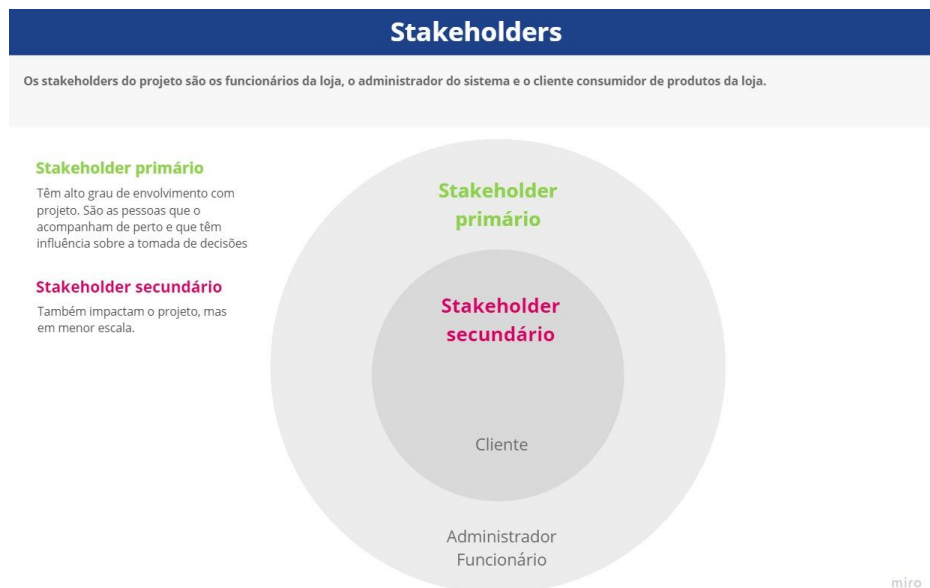 Stakeholders
Os stakeholders do projeto são os funcionários da loja, o administrador do sistema e o cliente consumidor de produtos da loja.
Stakeholder primário
Têm alto grau de envolvimento com
projeto. São as pessoas que o
acompanham de perto e que têm
influência sobre a tomada de decisões
Stakeholder secundário
Também impactam o projeto, mas
em menor escala.
Stakeholder
primário
Stakeholder
secundário
Cliente
Administrador
Funcionário
miro